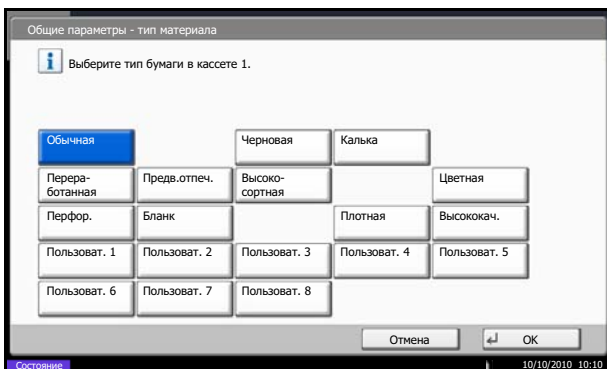 Общие параметры - тип материала
Выберите тип бумаги в кассете 1.
Обычная
Черновая
Калька
Перера-
ботанная
Предв.отпеч.
Высоко-
сортная
Цветная
Перфор.
Бланк
Плотная
Высококач.
Пользоват. 1
Пользоват. 2
Пользоват. 3
Пользоват. 4
Пользоват. 5
Пользоват. 6
Пользоват. 7
Пользоват. 8
Отмена
OK
Состояние
10/10/2010 10:10